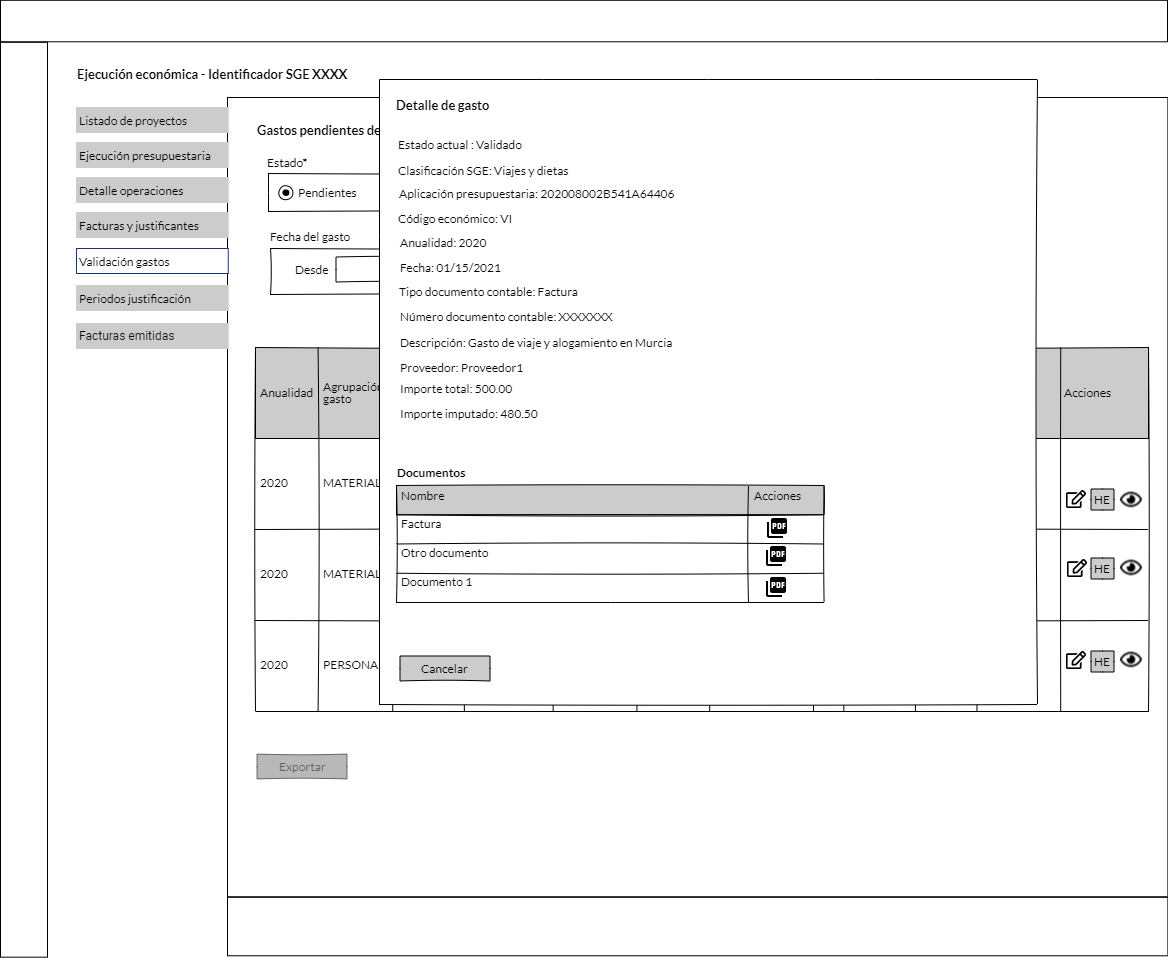 Ejecución económica - Identificador SGE XXXX
Listado de proyectos
Ejecución presupuestaria
Detalle operaciones
Facturas y justificantes
Validación gastos
Periodos justificación
Facturas emitidas
Gastos pendientes de
Estado*
Pendientes
Fecha del gasto
Desde
Anualidad
Agrupación
gasto
Acciones
2020
MATERIAL
HE
2020
MATERIAL
HE
2020
PERSONA
HE
Exportar
Detalle de gasto
Estado actual : Validado
Clasificación SGE: Viajes y dietas
Aplicación presupuestaria: 202008002B541A64406
Código económico: VI
Anualidad: 2020
Fecha: 01/15/2021
Tipo documento contable: Factura
Número documento contable: XXXXXXX
Descripción: Gasto de viaje y alogamiento en Murcia
Proveedor: Proveedor1
Importe total: 500.00
Importe imputado: 480.50
Documentos
Nombre
Acciones
Factura
PDF
Otro documento
PDF
Documento 1
PDF
Cancelar